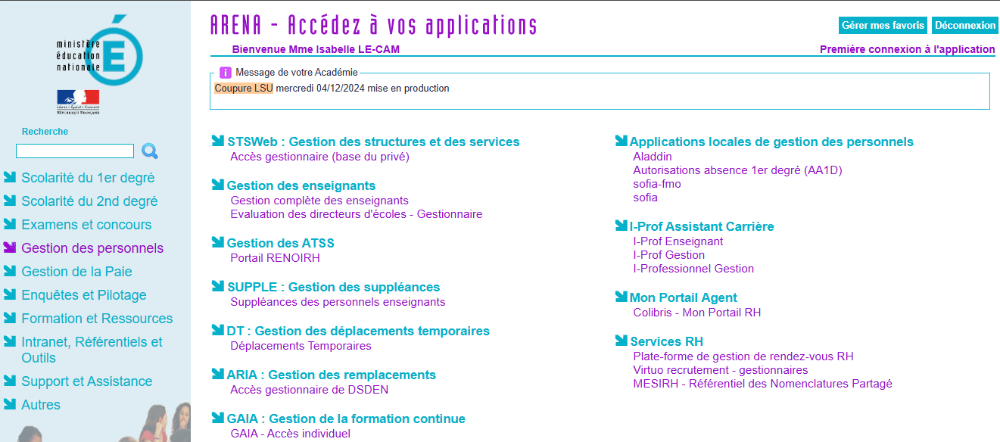 ministère
éducation
nationale
É
Liberté • Égalité • Fraternité
RÉPUBLIQUE FRANÇAISE
Recherche
Scolarité du 1er degré
Scolarité du 2nd degré
Examens et concours
Gestion des personnels
Gestion de la Paie
Enquêtes et Pilotage
Formation et Ressources
Intranet, Référentiels et
Outils
Support et Assistance
Autres
ARENA - Accédez à vos applications
Gérer mes favoris
Déconnexion
Bienvenue Mme Isabelle LE-CAM
Première connexion à l'application
i Message de votre Académie
Coupure LSU mercredi 04/12/2024 mise en production
STSWeb : Gestion des structures et des services
Accès gestionnaire (base du privé)
Gestion des enseignants
Gestion complète des enseignants
Evaluation des directeurs d'écoles - Gestionnaire
Gestion des ATSS
Portail RENOIRH
SUPPLE : Gestion des suppléances
Suppléances des personnels enseignants
DT : Gestion des déplacements temporaires
Déplacements Temporaires
ARIA : Gestion des remplacements
Accès gestionnaire de DSDEN
GAIA : Gestion de la formation continue
GAIA - Accès individuel
Applications locales de gestion des personnels
Aladdin
Autorisations absence 1er degré (AA1D)
sofia-fmo
sofia
I-Prof Assistant Carrière
I-Prof Enseignant
I-Prof Gestion
I-Professionnel Gestion
Mon Portail Agent
Colibris - Mon Portail RH
Services RH
Plate-forme de gestion de rendez-vous RH
Virtuo recrutement - gestionnaires
MESIRH - Référentiel des Nomenclatures Partagé